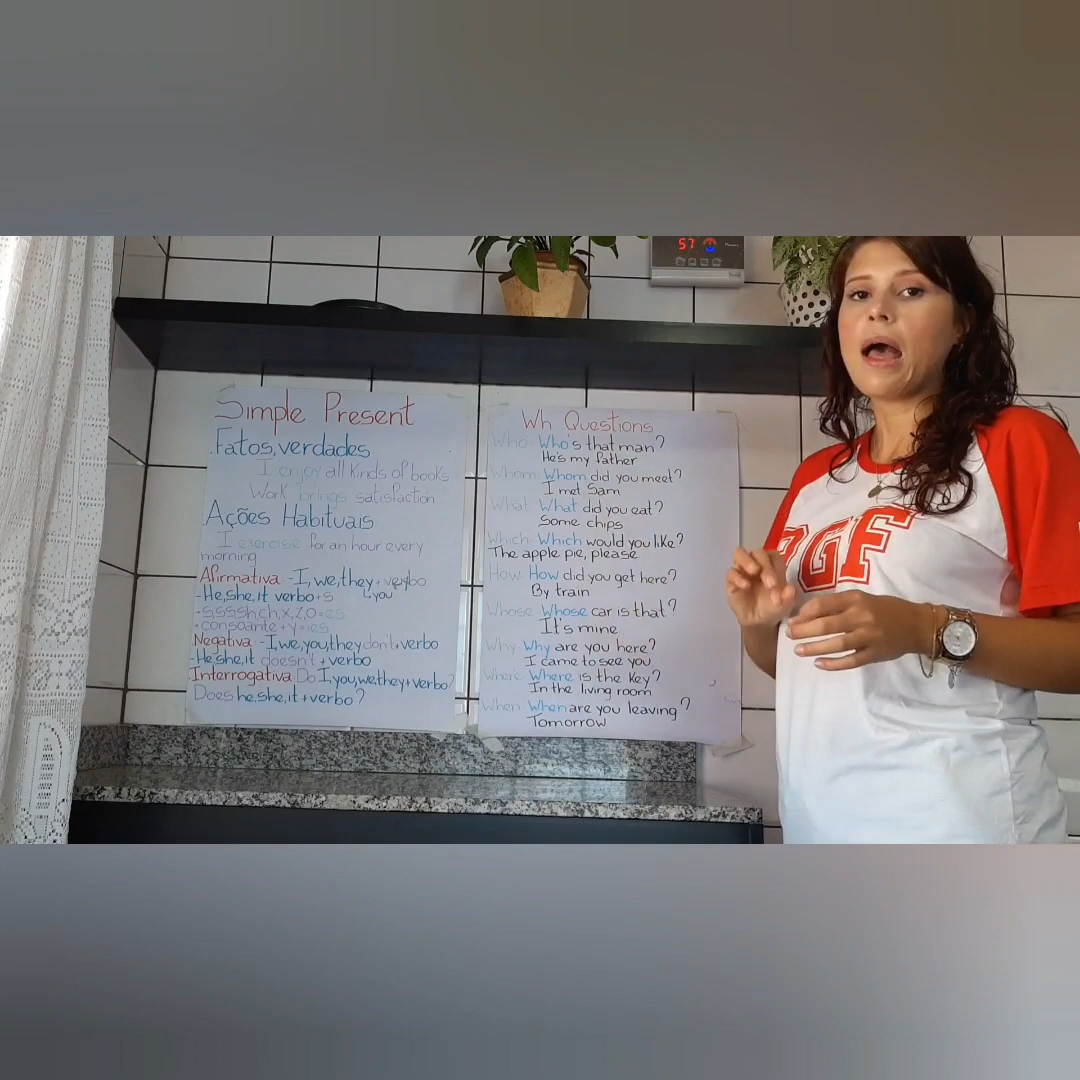 Simple Present
.Fatos, verdades
I enjoy all kinds of books
Work brings satisfaction
.Ações Habituais
I exercise for an hour every
morning
Afirmativa -I, we, they + verbo
you
-He, she, it verbo+s
+s,ss,sh,ch,x,z,o=es
+consoante+y=ies
Negativa -I, we, you, they don't+verbo
-He, she, it doesn't + verbo
Interrogativa Do I, you, we, they+verbo?
Does he, she, it+verbo?
Wh Questions
Who-Who's that man?
He's my father
Whom-Whom did you meet?
I met Sam
What-What did you eat?
Some chips
Which-Which would you like?
The apple pie, please
How-How did you get here?
By train
Whose-Whose car is that?
It's mine
Why-Why are you here?
I came to see you
Where-Where is the key?
In the living room
When-When are you leaving?
Tomorrow
57
PGF